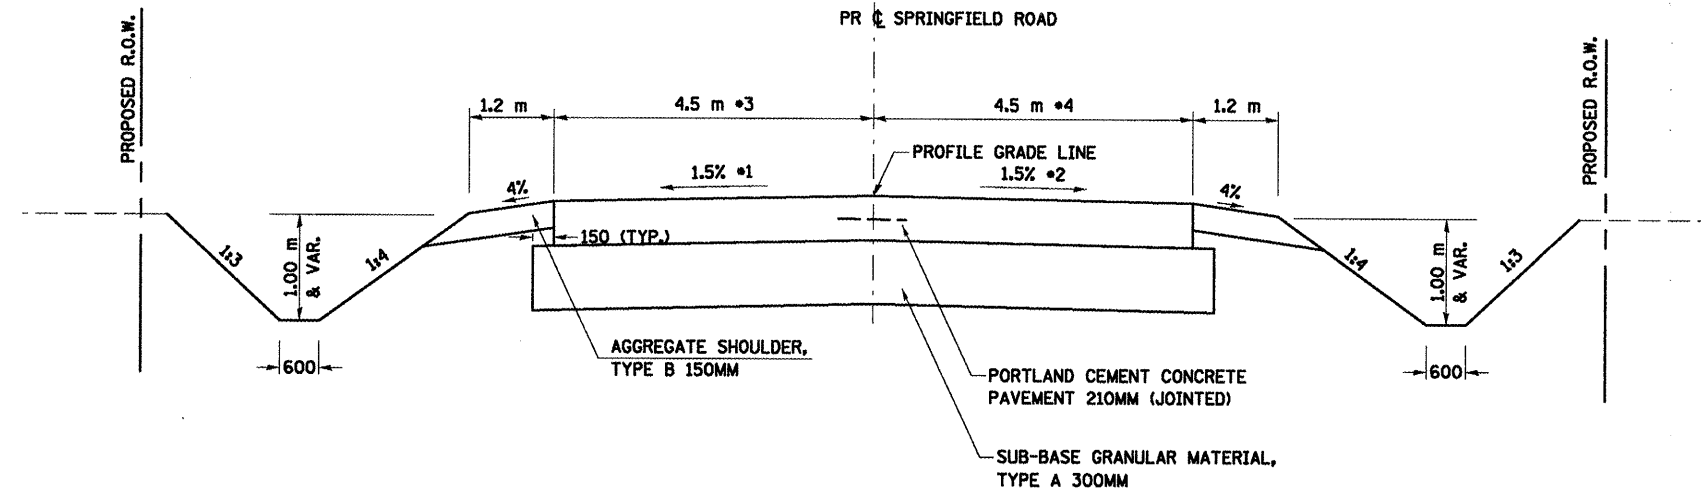 PR ℄ SPRINGFIELD ROAD
PROPOSED R.O.W.
PROPOSED R.O.W.
1.2 m
4.5 m *3
4.5 m *4
1.2 m
PROFILE GRADE LINE
1.5% *1
1.5% *2
4%
4%
150 (TYP.)
1:3
1.00 m
& VAR.
1:4
1:4
1.00 m
& VAR.
1:3
600
600
AGGREGATE SHOULDER,
TYPE B 150MM
PORTLAND CEMENT CONCRETE
PAVEMENT 210MM (JOINTED)
SUB-BASE GRANULAR MATERIAL,
TYPE A 300MM